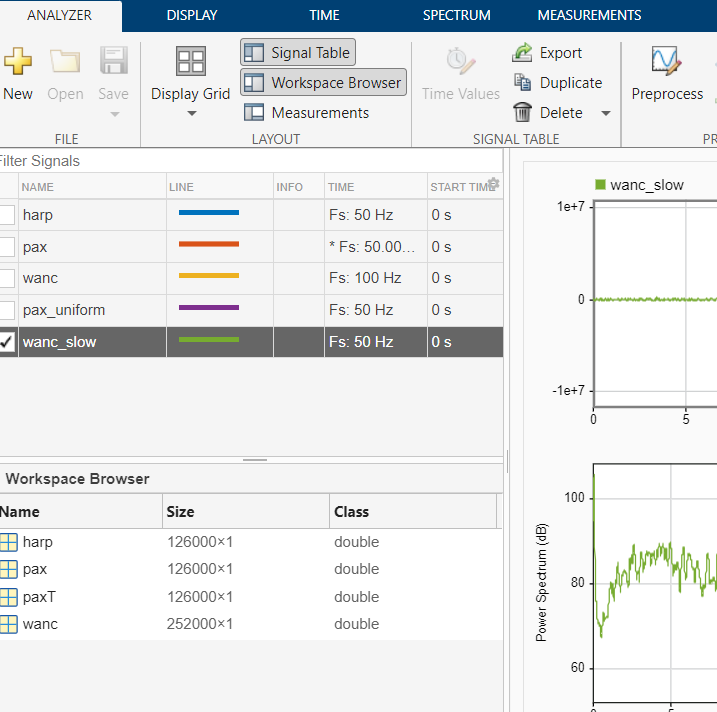 ANALYZER DISPLAY TIME SPECTRUM MEASUREMENTS
New Open Save
FILE
Display Grid
Signal Table
Workspace Browser
Measurements
LAYOUT
Time Values
Export
Duplicate
Delete
SIGNAL TABLE
Preprocess
PR
Filter Signals
NAME LINE INFO TIME START TIME
harp Fs: 50 Hz 0 s
pax * Fs: 50.00... 0 s
wanc Fs: 100 Hz 0 s
pax_uniform Fs: 50 Hz 0 s
wanc_slow Fs: 50 Hz 0 s
Workspace Browser
Name Size Class
harp 126000×1 double
pax 126000×1 double
paxT 126000×1 double
wanc 252000×1 double
wanc_slow
1e+7
0
-1e+7
0 5
Power Spectrum (dB)
100
80
60